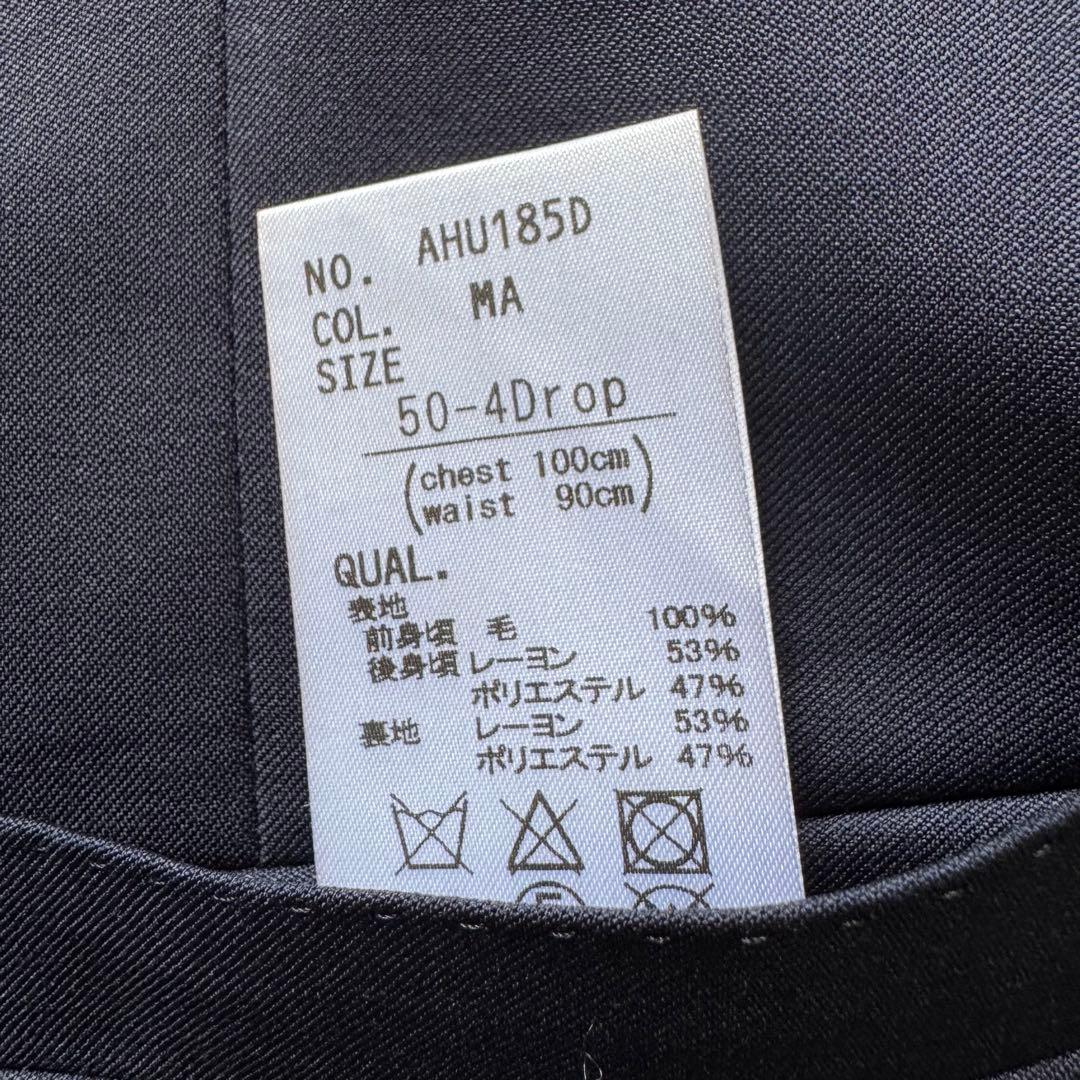 NO. AHU185D
COL. MA
SIZE
50-4Drop
(chest 100cm
waist 90cm)
QUAL.
表地
前身頃 毛 100%
後身頃 レーヨン 53%
ポリエステル 47%
裏地 レーヨン 53%
ポリエステル 47%